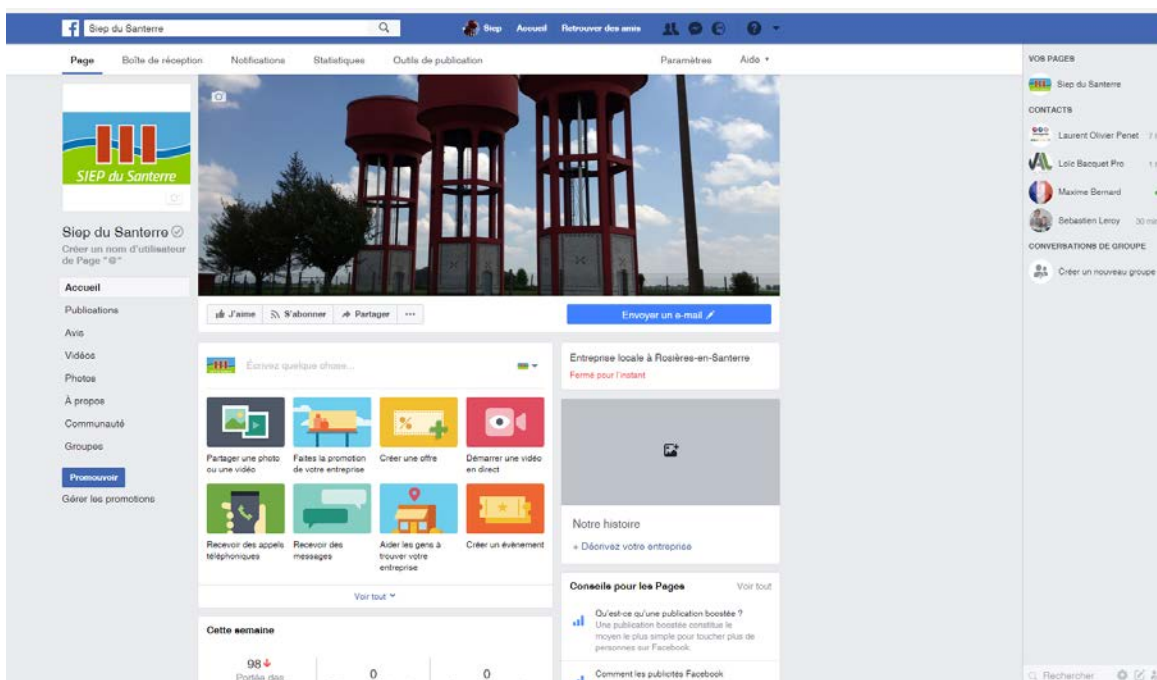 Siep du Santerre
Siep Accueil Retrouver des amis
Page Boîte de réception Notifications Statistiques Outils de publication Paramètres Aide
SIEP du Santerre
Siep du Santerre
Créer un nom d'utilisateur
de Page "@"
Accueil
Publications
Avis
Vidéos
Photos
À propos
Communauté
Groupes
Promouvoir
Gérer les promotions
J'aime S'abonner Partager ...
Envoyer un e-mail
Écrivez quelque chose...
Partager une photo
ou une vidéo
Faites la promotion
de votre entreprise
Créer une offre
Démarrer une vidéo
en direct
Recevoir des appels
téléphoniques
Recevoir des
messages
Aider les gens à
trouver votre
entreprise
Créer un évènement
Voir tout
Cette semaine
98
Portée des
0
0
Entreprise locale à Rosières-en-Santerre
Fermé pour l'instant
Notre histoire
+ Décrivez votre entreprise
Conseils pour les Pages Voir tout
Qu'est-ce qu'une publication boostée ?
Une publication boostée constitue le
moyen le plus simple pour toucher plus de
personnes sur Facebook.
Comment les publicités Facebook
VOS PAGES
Siep du Santerre
CONTACTS
Laurent Olivier Penet
Loïc Bacquet Pro
Maxime Bernard
Sebastien Leroy 30 min
CONVERSATIONS DE GROUPE
Créer un nouveau groupe
Rechercher